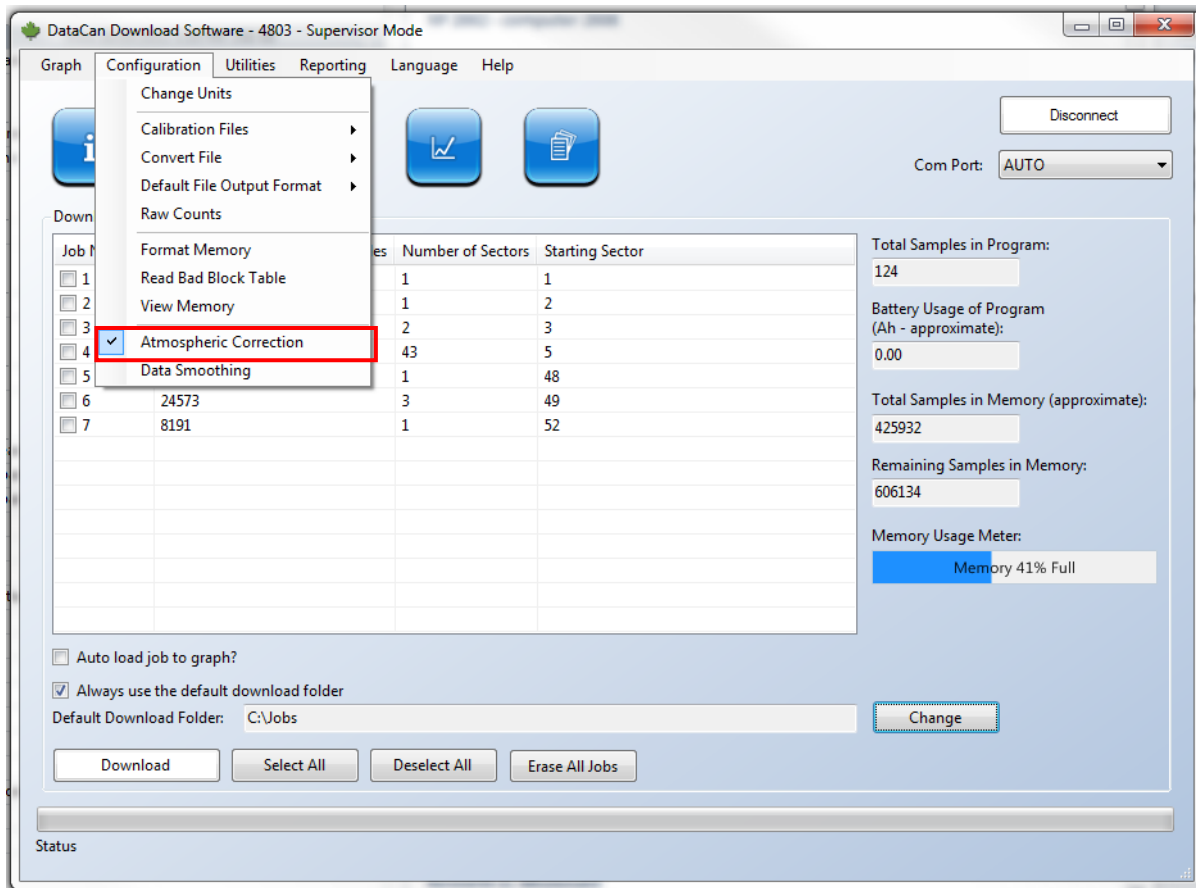 DataCan Download Software - 4803 - Supervisor Mode
Graph Configuration Utilities Reporting Language Help
Change Units
Calibration Files
Convert File
Default File Output Format
Raw Counts
Format Memory
Read Bad Block Table
View Memory
Atmospheric Correction
Data Smoothing
Disconnect
Com Port: AUTO
Number of Sectors Starting Sector
1 1 1
2 1 2
3 2 3
4 43 5
5 1 48
6 24573 3 49
7 8191 1 52
Total Samples in Program:
124
Battery Usage of Program
(Ah - approximate):
0.00
Total Samples in Memory (approximate):
425932
Remaining Samples in Memory:
606134
Memory Usage Meter:
Memory 41% Full
Auto load job to graph?
Always use the default download folder
Default Download Folder: C:\Jobs
Change
Download Select All Deselect All Erase All Jobs
Status